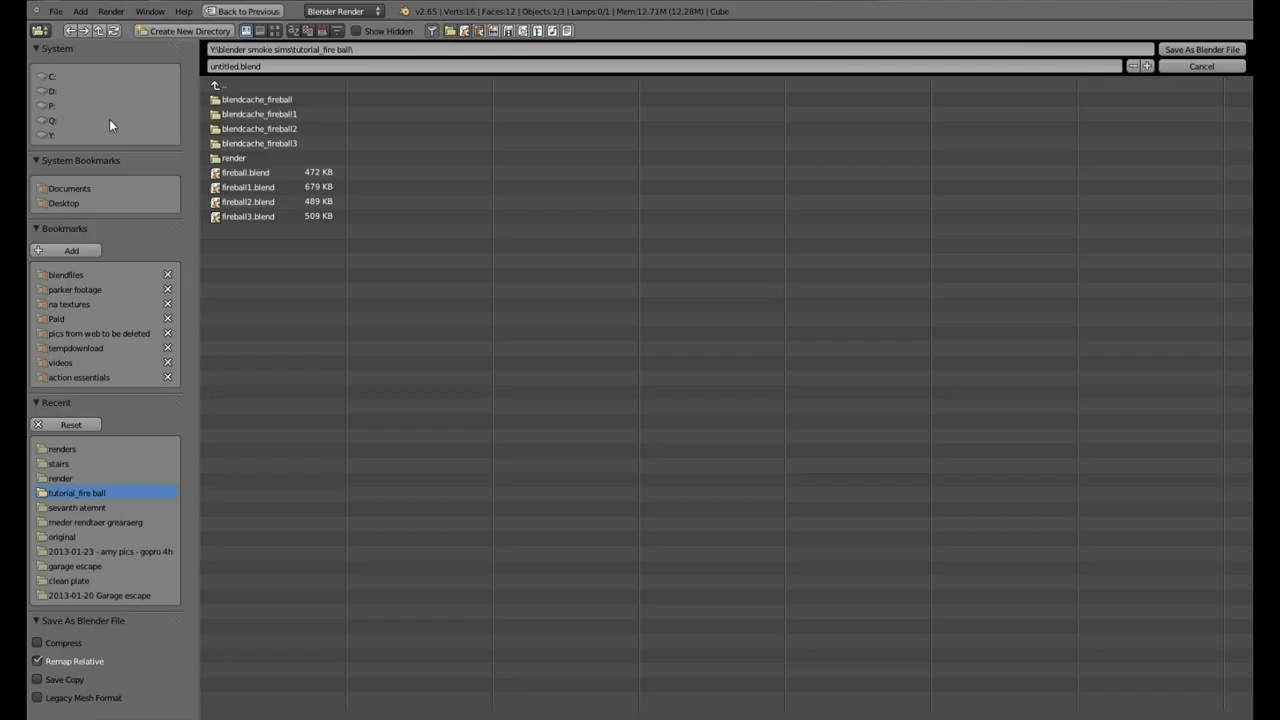 File Add Render Window Help Back to Previous Blender Render v2.65 | Verts:16 | Faces:12 | Objects:1/3 | Lamps:0/1 | Mem:12.71M (12.28M) | Cube
Create New Directory Show Hidden
System
C:
D:
P:
Q:
Y:
System Bookmarks
Documents
Desktop
Bookmarks
Add
blendfiles
parker footage
na textures
Paid
pics from web to be deleted
tempdownload
videos
action essentials
Recent
Reset
renders
stairs
render
tutorial_fire ball
sevanth atemnt
meder rendtaer grearaerg
original
2013-01-23 - amy pics - gopro 4h
garage escape
clean plate
2013-01-20 Garage escape
Save As Blender File
Compress
Remap Relative
Save Copy
Legacy Mesh Format
Y:\blender smoke sims\tutorial_fire ball\ Save As Blender File
untitled.blend Cancel
..
blendcache_fireball
blendcache_fireball1
blendcache_fireball2
blendcache_fireball3
render
fireball.blend 472 KB
fireball1.blend 679 KB
fireball2.blend 489 KB
fireball3.blend 509 KB